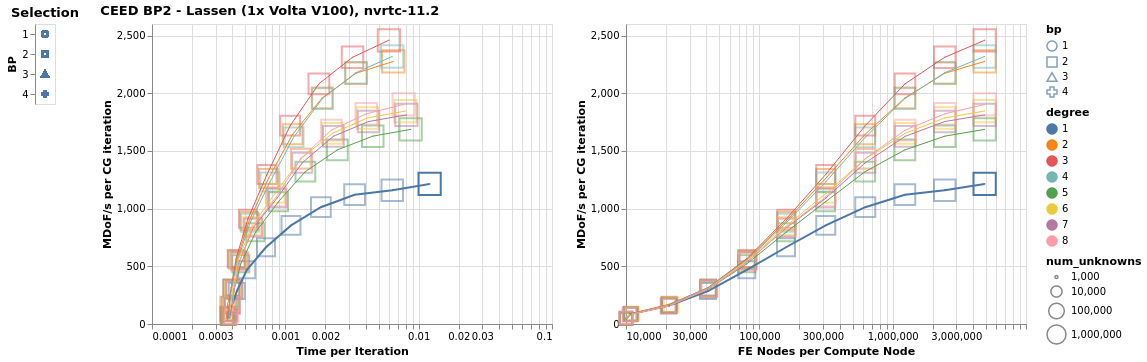 CEED BP2 - Lassen (1x Volta V100), nvrtc-11.2
Selection
BP
1
2
3
4
MDoF/s per CG iteration
2,500
2,000
1,500
1,000
500
0
0.0001 0.0003 0.001 0.002 0.01 0.02 0.03 0.1
Time per Iteration
MDoF/s per CG iteration
2,500
2,000
1,500
1,000
500
0
10,000 30,000 100,000 300,000 1,000,000 3,000,000
FE Nodes per Compute Node
bp
1
2
3
4
degree
1
2
3
4
5
6
7
8
num_unknowns
1,000
10,000
100,000
1,000,000